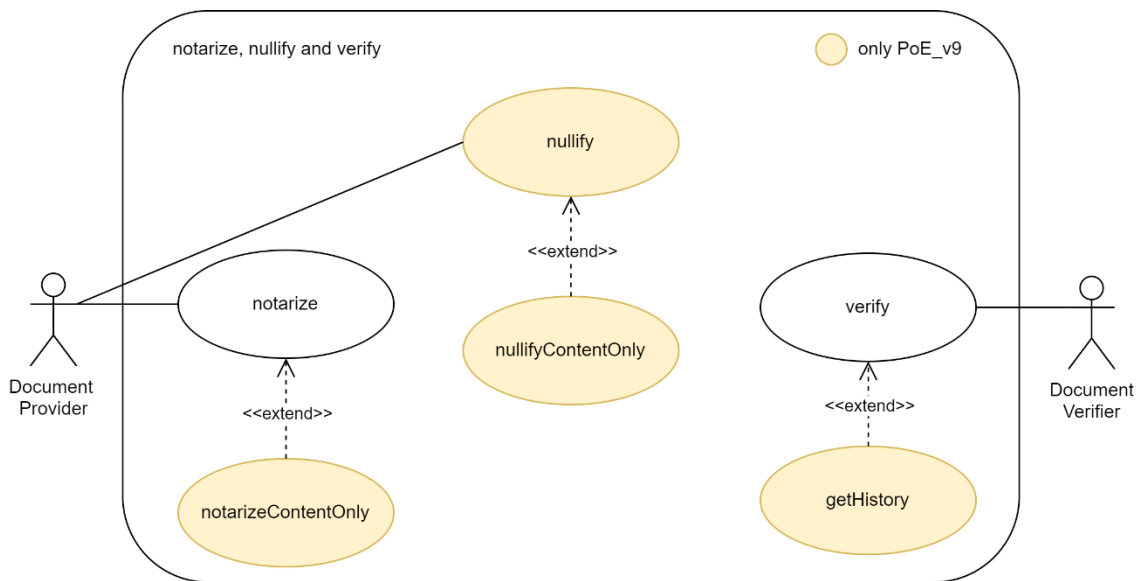 notarize, nullify and verify
only PoE_v9
nullify
<<extend>>
notarize
verify
nullifyContentOnly
Document
Provider
Document
Verifier
<<extend>>
<<extend>>
notarizeContentOnly
getHistory